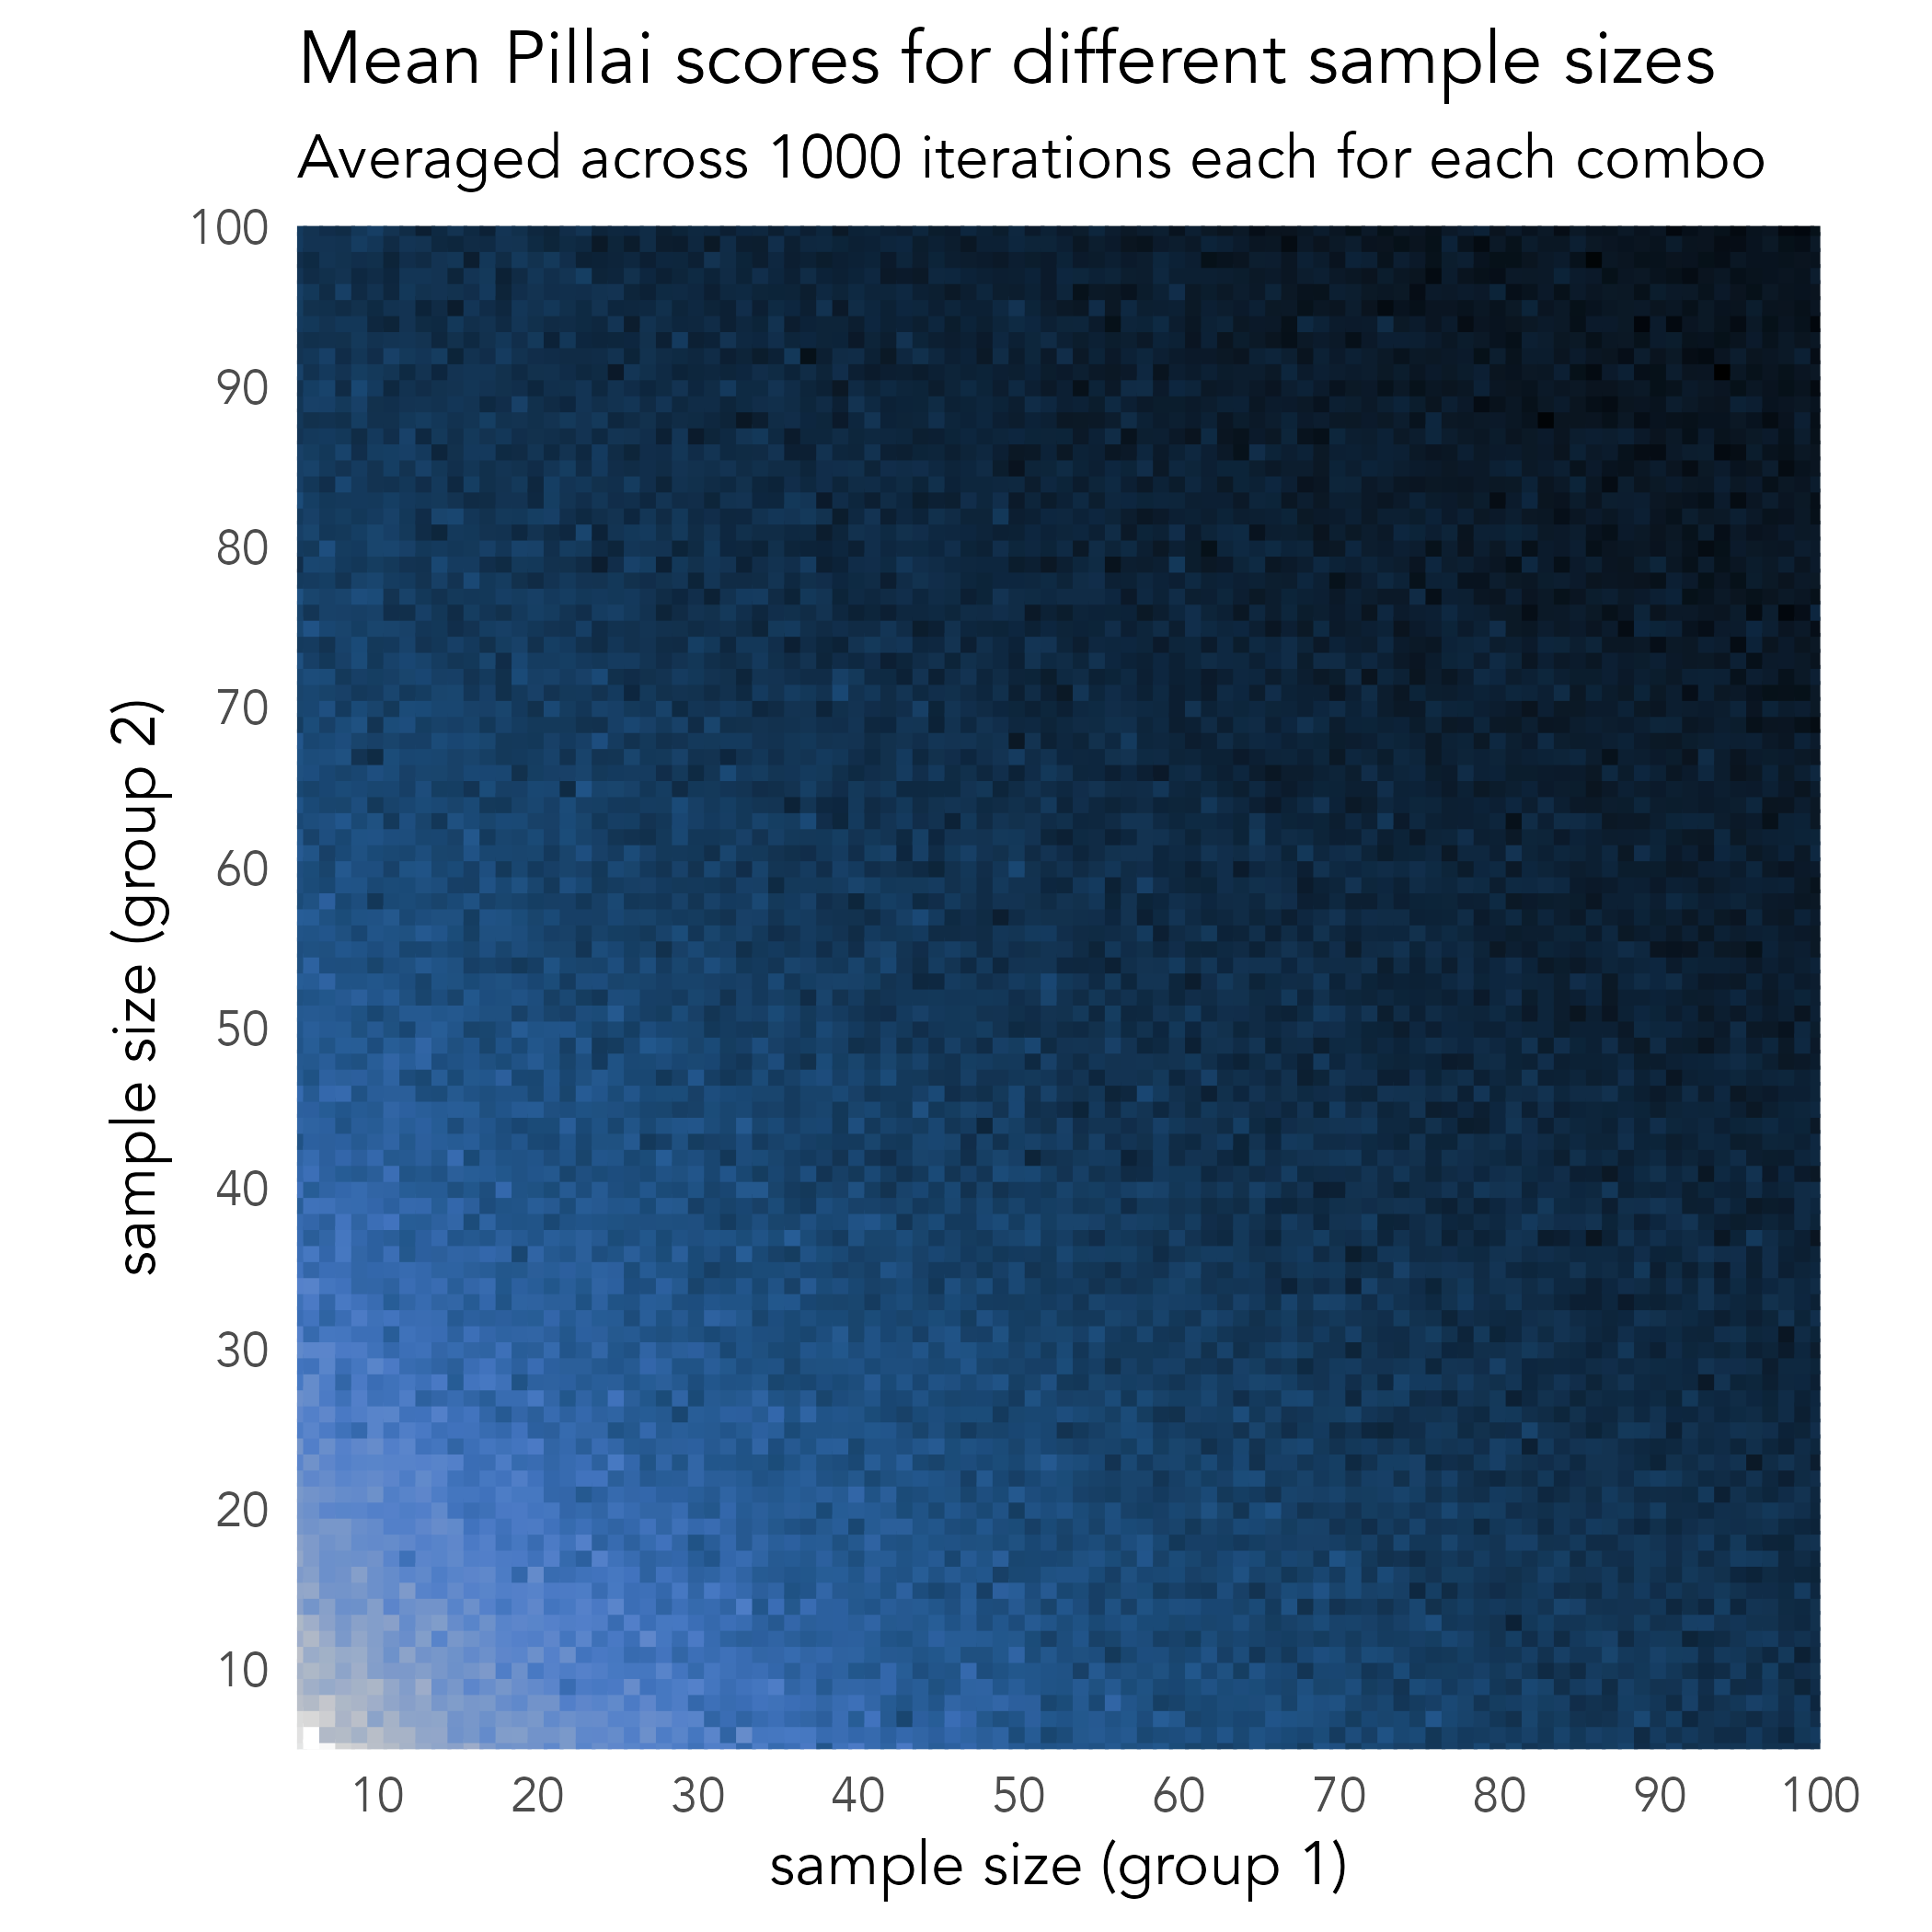 Mean Pillai scores for different sample sizes
Averaged across 1000 iterations each for each combo
100
90
80
70
60
50
40
30
20
10
sample size (group 2)
10 20 30 40 50 60 70 80 90 100
sample size (group 1)